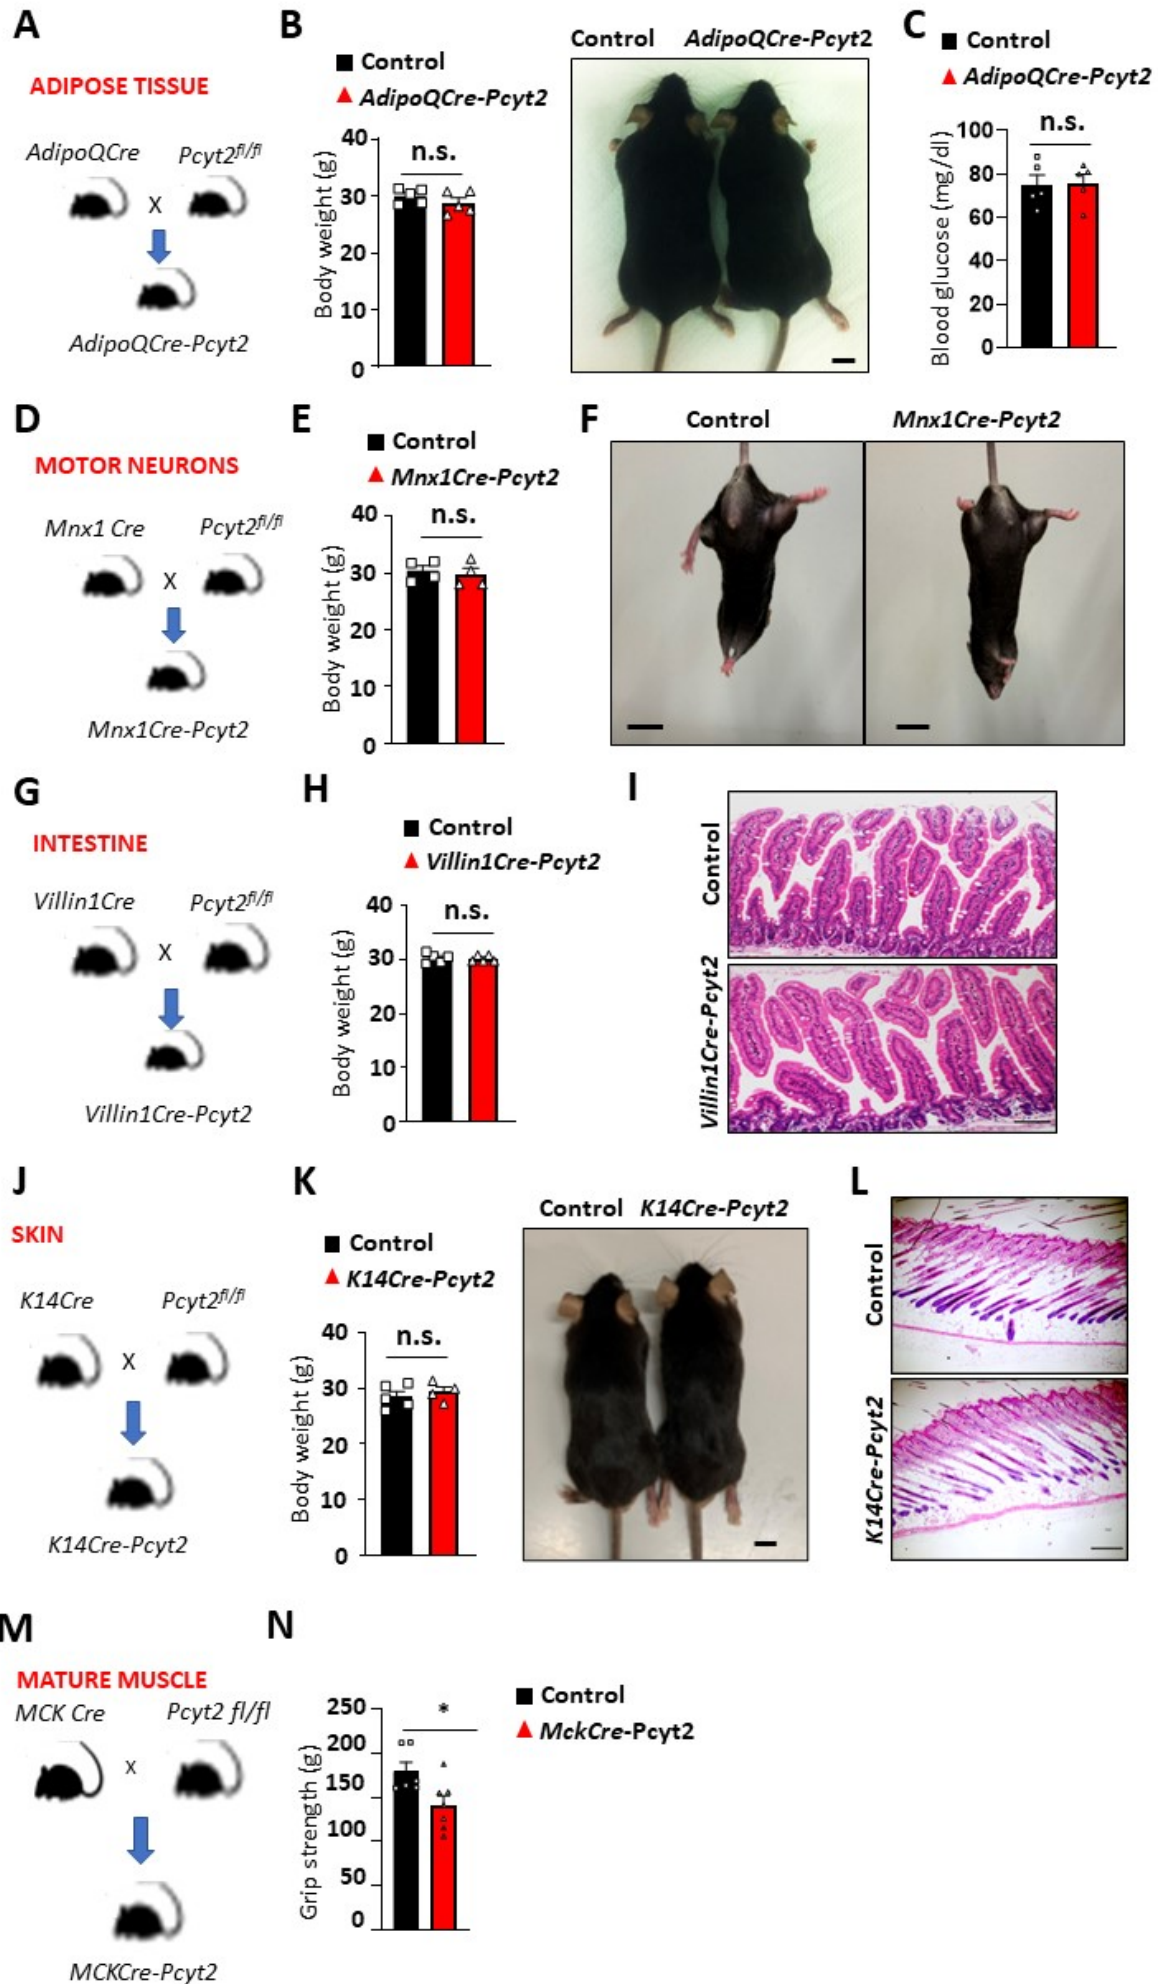 A
ADIPOSE TISSUE
AdipoQCre Pcyt2fl/fl
X
AdipoQCre-Pcyt2
B
Control
AdipoQCre-Pcyt2
Body weight (g)
40
30
20
10
0
n.s.
Control AdipoQCre-Pcyt2
C
Control
AdipoQCre-Pcyt2
Blood glucose (mg/dl)
100
80
60
40
20
0
n.s.
D
MOTOR NEURONS
Mnx1 Cre Pcyt2fl/fl
X
Mnx1Cre-Pcyt2
E
Control
Mnx1Cre-Pcyt2
Body weight (g)
40
30
20
10
0
n.s.
F
Control Mnx1Cre-Pcyt2
G
INTESTINE
Villin1Cre Pcyt2fl/fl
X
Villin1Cre-Pcyt2
H
Control
Villin1Cre-Pcyt2
Body weight (g)
40
30
20
10
0
n.s.
I
Control
Villin1Cre-Pcyt2
J
SKIN
K14Cre Pcyt2fl/fl
X
K14Cre-Pcyt2
K
Control
K14Cre-Pcyt2
Body weight (g)
40
30
20
10
0
n.s.
Control K14Cre-Pcyt2
L
Control
K14Cre-Pcyt2
M
MATURE MUSCLE
MCK Cre Pcyt2 fl/fl
X
MCKCre-Pcyt2
N
Grip strength (g)
250
200
150
100
50
0
*
Control
MckCre-Pcyt2